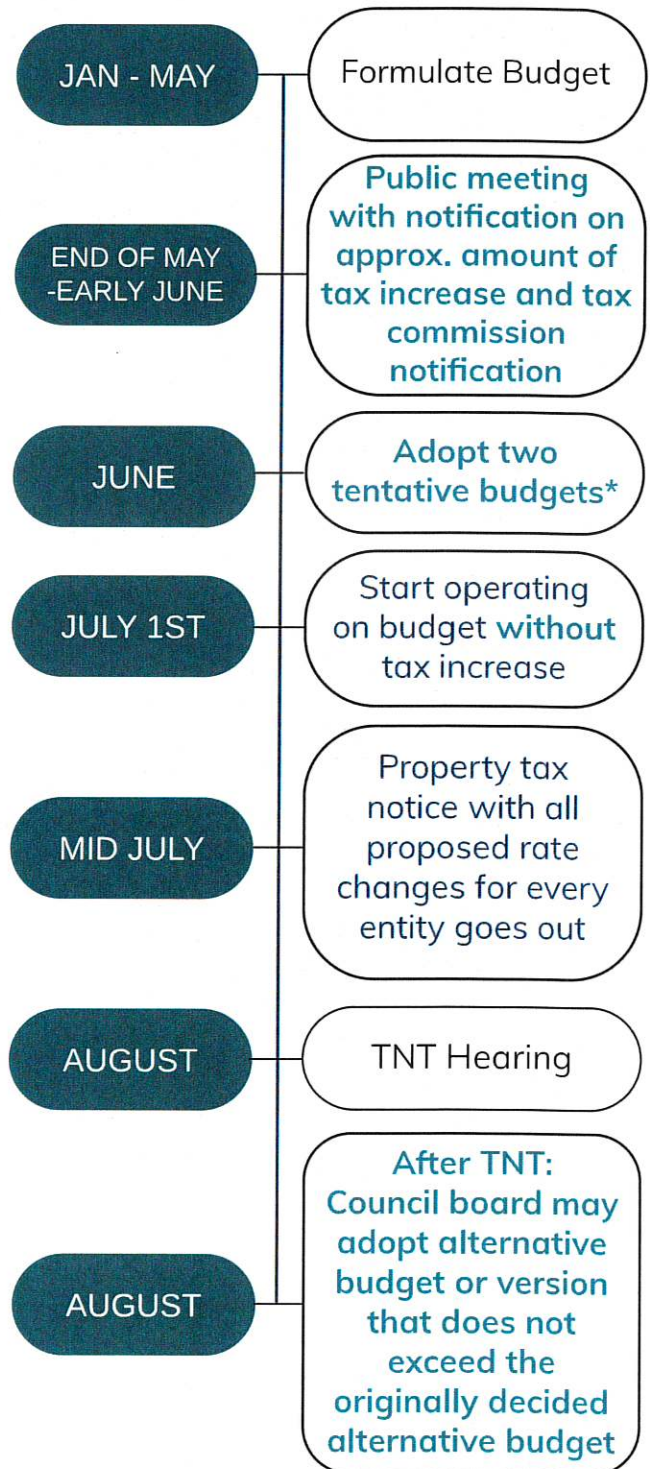 JAN - MAY
Formulate Budget
END OF MAY
-EARLY JUNE
Public meeting
with notification on
approx. amount of
tax increase and tax
commission
notification
JUNE
Adopt two
tentative budgets*
JULY 1ST
Start operating
on budget without
tax increase
MID JULY
Property tax
notice with all
proposed rate
changes for every
entity goes out
AUGUST
TNT Hearing
AUGUST
After TNT:
Council board may
adopt alternative
budget or version
that does not
exceed the
originally decided
alternative budget